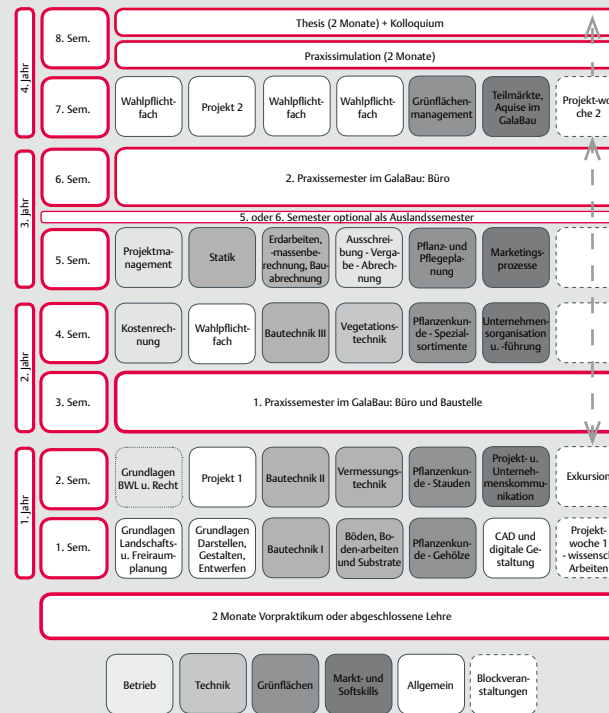 4. Jahr
8. Sem.
Thesis (2 Monate) + Kolloquium
Praxissimulation (2 Monate)
7. Sem.
Wahlpflicht-
fach
Projekt 2
Wahlpflicht-
fach
Wahlpflicht-
fach
Grünflächen-
management
Teilmärkte,
Aquise im
GalaBau
Projekt-wo
che 2
3. Jahr
6. Sem.
2. Praxissemester im GalaBau: Büro
5. oder 6. Semester optional als Auslandssemester
5. Sem.
Projektma-
nagement
Statik
Erdarbeiten,
-massenbe-
rechnung, Bau-
abrechnung
Ausschrei-
bung - Verga-
be - Abrech-
nung
Pflanz- und
Pflegepla-
nung
Marketings-
prozesse
2. Jahr
4. Sem.
Kostenrech-
nung
Wahlpflicht-
fach
Bautechnik III
Vegetations-
technik
Pflanzenkun-
de - Spezial-
sortimente
Unternehmen-
sorganisation
u. -führung
3. Sem.
1. Praxissemester im GalaBau: Büro und Baustelle
1. Jahr
2. Sem.
Grundlagen
BWL u. Recht
Projekt 1
Bautechnik II
Vermessungs-
technik
Pflanzenkun-
de - Stauden
Projekt- u.
Unterneh-
menskommu-
nikation
Exkursion
1. Sem.
Grundlagen
Landschafts-
u. Freiraum-
planung
Grundlagen
Darstellen,
Gestalten,
Entwerfen
Bautechnik I
Böden, Bo-
den-arbeiten
und Substrate
Pflanzenkun-
de - Gehölze
CAD und
digitale Ge-
staltung
Projekt-
woche 1
- wissensch
Arbeiten
2 Monate Vorpraktikum oder abgeschlossene Lehre
Betrieb
Technik
Grünflächen
Markt- und
Softskills
Allgemein
Blockveran-
staltungen